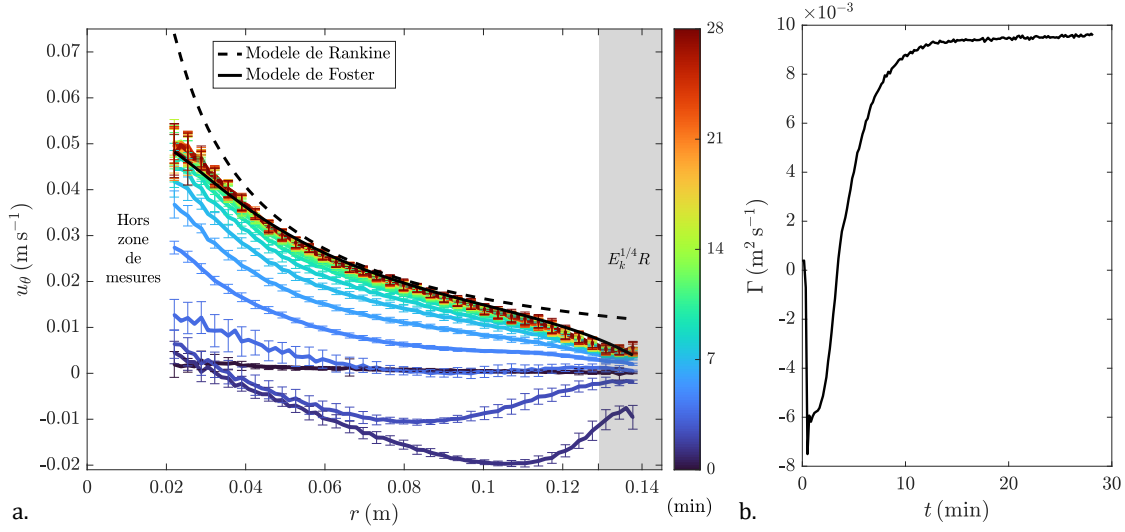 Modele de Rankine
Modele de Foster
0.07
0.06
0.05
0.04
0.03
0.02
0.01
0
-0.01
-0.02
u_θ (m s⁻¹)
Hors
zone
de
mesures
E_k^{1/4} R
0 0.02 0.04 0.06 0.08 0.1 0.12 0.14
r (m)
28
21
14
7
0
(min)
a.
×10⁻³
10
8
6
4
2
0
-2
-4
-6
-8
Γ (m² s⁻¹)
0 10 20 30
t (min)
b.